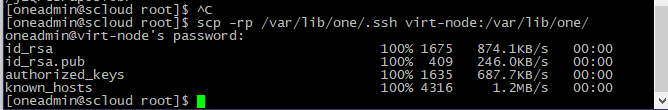 [oneadmin@scloud root]$ ^C
[oneadmin@scloud root]$ scp -rp /var/lib/one/.ssh virt-node:/var/lib/one/
oneadmin@virt-node's password:
id_rsa 100% 1675 874.1KB/s 00:00
id_rsa.pub 100% 409 246.0KB/s 00:00
authorized_keys 100% 1635 687.7KB/s 00:00
known_hosts 100% 4316 1.2MB/s 00:00
[oneadmin@scloud root]$